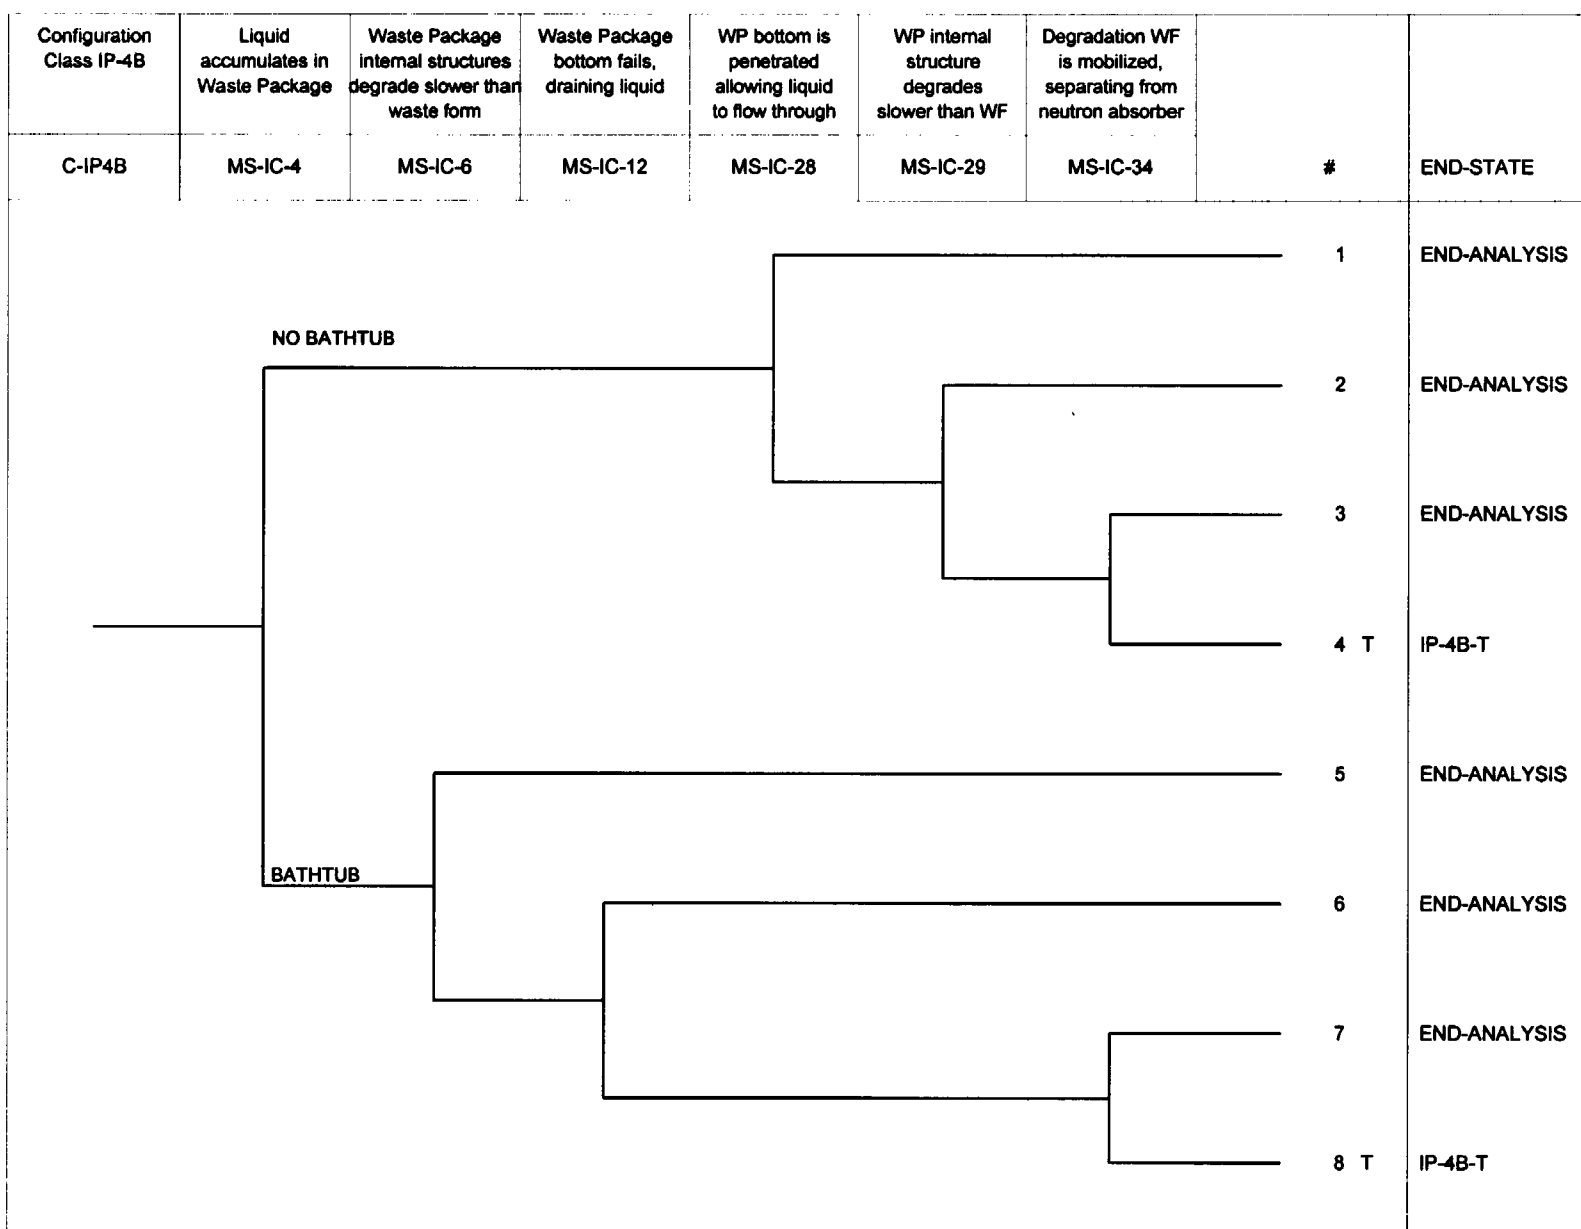 Configuration
Class IP-4B
Liquid
accumulates in
Waste Package
Waste Package
internal structures
degrade slower than
waste form
Waste Package
bottom fails,
draining liquid
WP bottom is
penetrated
allowing liquid
to flow through
WP internal
structure
degrades
slower than WF
Degradation WF
is mobilized,
separating from
neutron absorber
C-IP4B
MS-IC-4
MS-IC-6
MS-IC-12
MS-IC-28
MS-IC-29
MS-IC-34
#
END-STATE
1 END-ANALYSIS
NO BATHTUB
2 END-ANALYSIS
3 END-ANALYSIS
4 T IP-4B-T
5 END-ANALYSIS
BATHTUB
6 END-ANALYSIS
7 END-ANALYSIS
8 T IP-4B-T